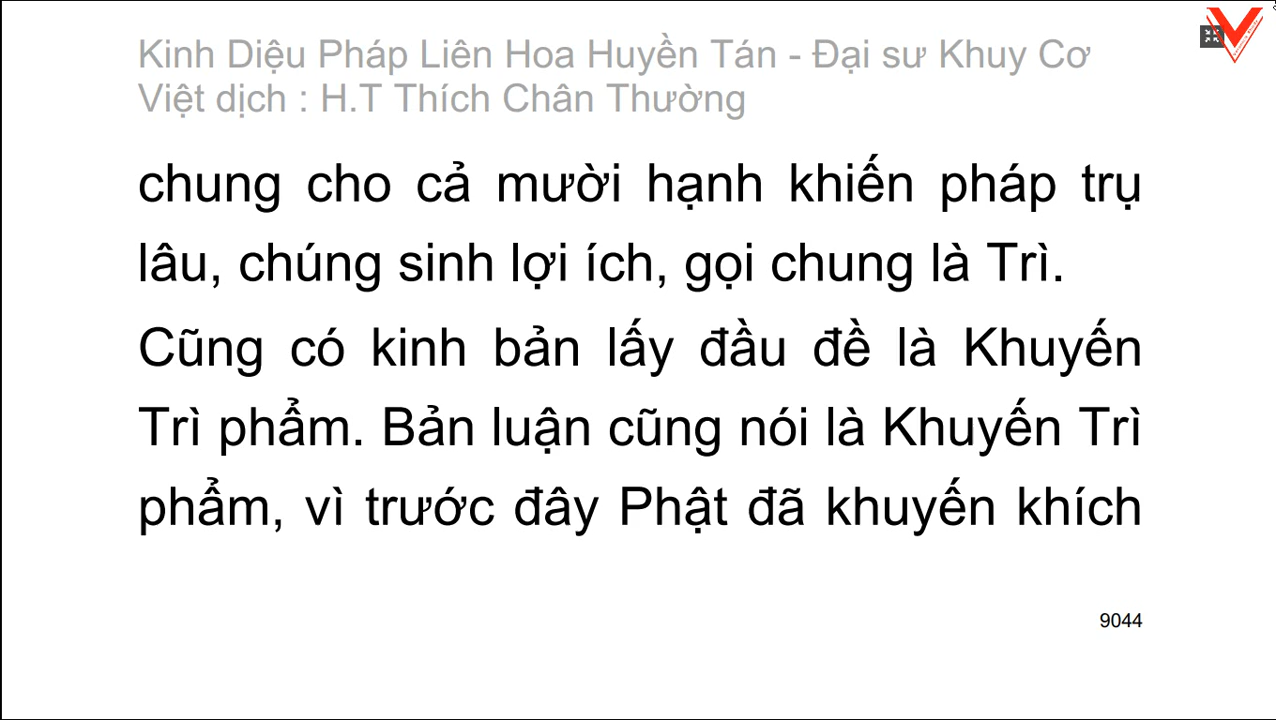 Kinh Diệu Pháp Liên Hoa Huyền Tán - Đại sư Khuy Cơ
Việt dịch : H.T Thích Chân Thường
chung cho cả mười hạnh khiến pháp trụ
lâu, chúng sinh lợi ích, gọi chung là Trì.
Cũng có kinh bản lấy đầu đề là Khuyến
Trì phẩm. Bản luận cũng nói là Khuyến Trì
phẩm, vì trước đây Phật đã khuyến khích
9044